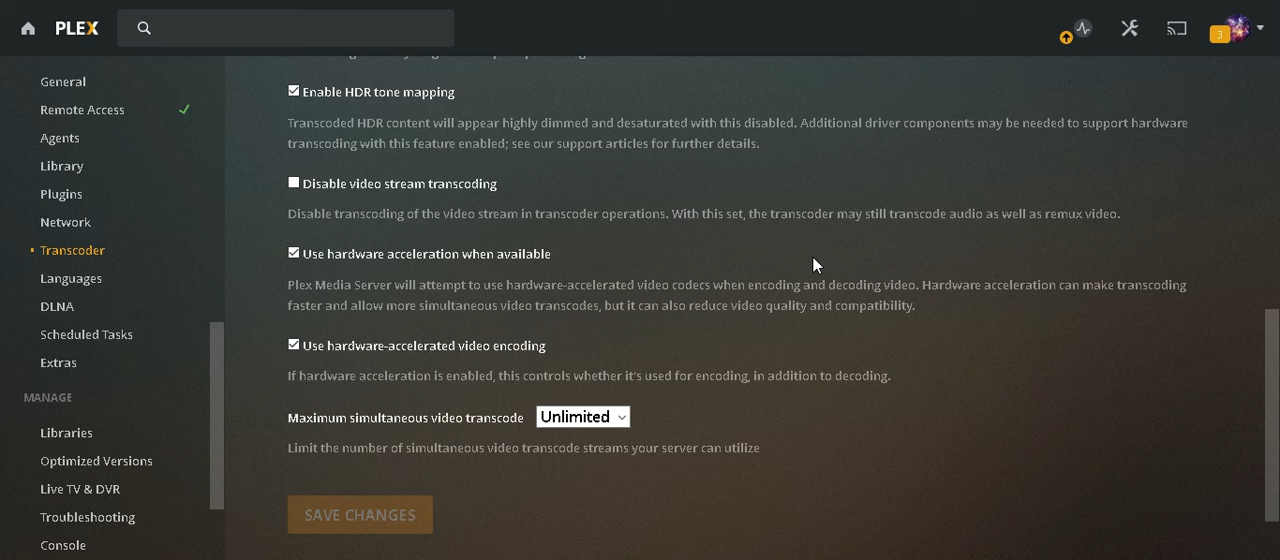 PLEX
3
General
Remote Access
Agents
Library
Plugins
Network
Transcoder
Languages
DLNA
Scheduled Tasks
Extras
MANAGE
Libraries
Optimized Versions
Live TV & DVR
Troubleshooting
Console
Enable HDR tone mapping
Transcoded HDR content will appear highly dimmed and desaturated with this disabled. Additional driver components may be needed to support hardware
transcoding with this feature enabled; see our support articles for further details.
Disable video stream transcoding
Disable transcoding of the video stream in transcoder operations. With this set, the transcoder may still transcode audio as well as remux video.
Use hardware acceleration when available
Plex Media Server will attempt to use hardware-accelerated video codecs when encoding and decoding video. Hardware acceleration can make transcoding
faster and allow more simultaneous video transcodes, but it can also reduce video quality and compatibility.
Use hardware-accelerated video encoding
If hardware acceleration is enabled, this controls whether it's used for encoding, in addition to decoding.
Maximum simultaneous video transcode Unlimited
Limit the number of simultaneous video transcode streams your server can utilize
SAVE CHANGES